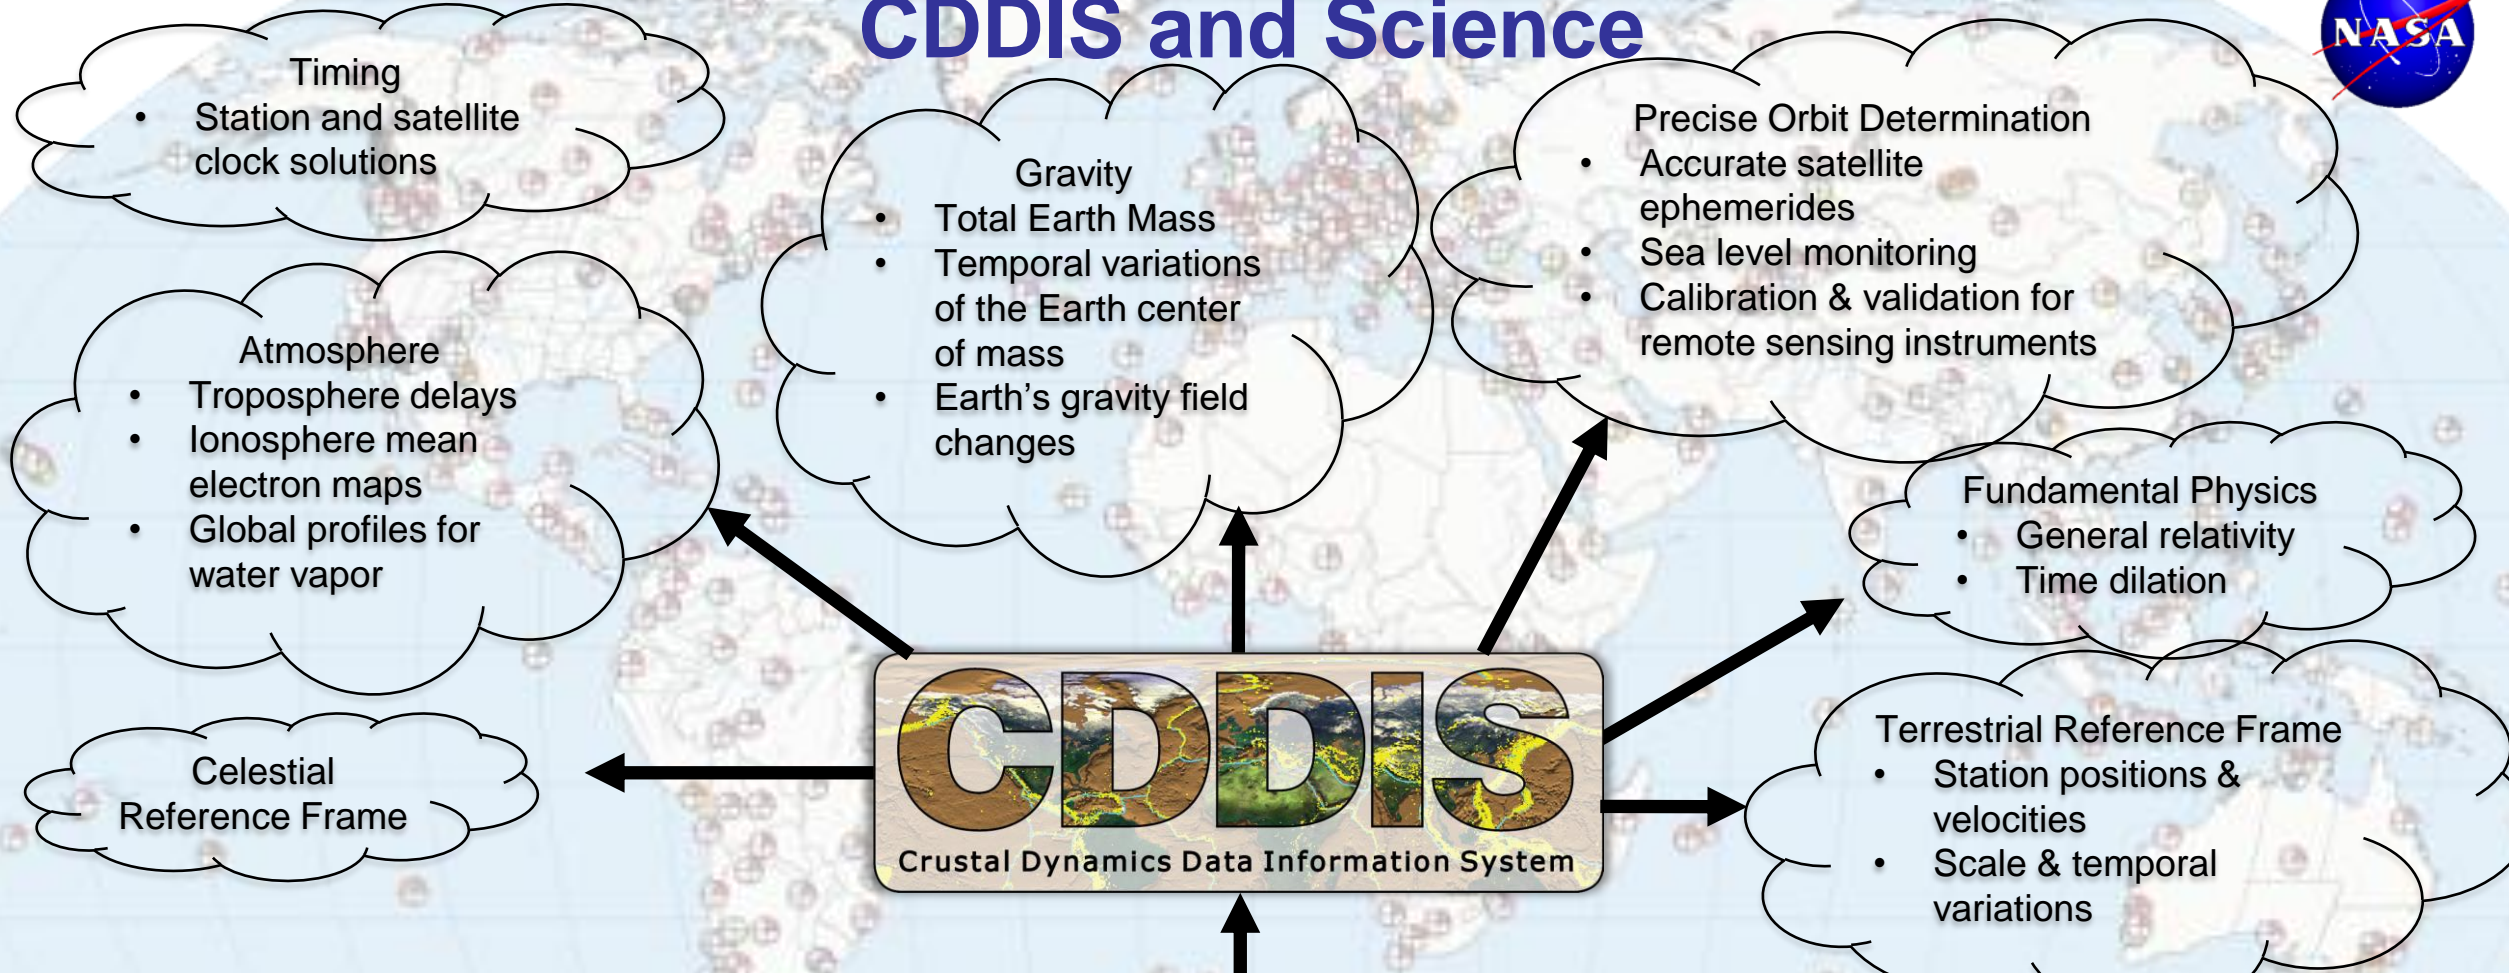 CDDIS and Science
NASA
Timing
• Station and satellite
clock solutions
Gravity
• Total Earth Mass
• Temporal variations
of the Earth center
of mass
• Earth’s gravity field
changes
Precise Orbit Determination
• Accurate satellite
ephemerides
• Sea level monitoring
• Calibration & validation for
remote sensing instruments
Atmosphere
• Troposphere delays
• Ionosphere mean
electron maps
• Global profiles for
water vapor
Fundamental Physics
• General relativity
• Time dilation
Celestial
Reference Frame
CDDIS
Crustal Dynamics Data Information System
Terrestrial Reference Frame
• Station positions &
velocities
• Scale & temporal
variations